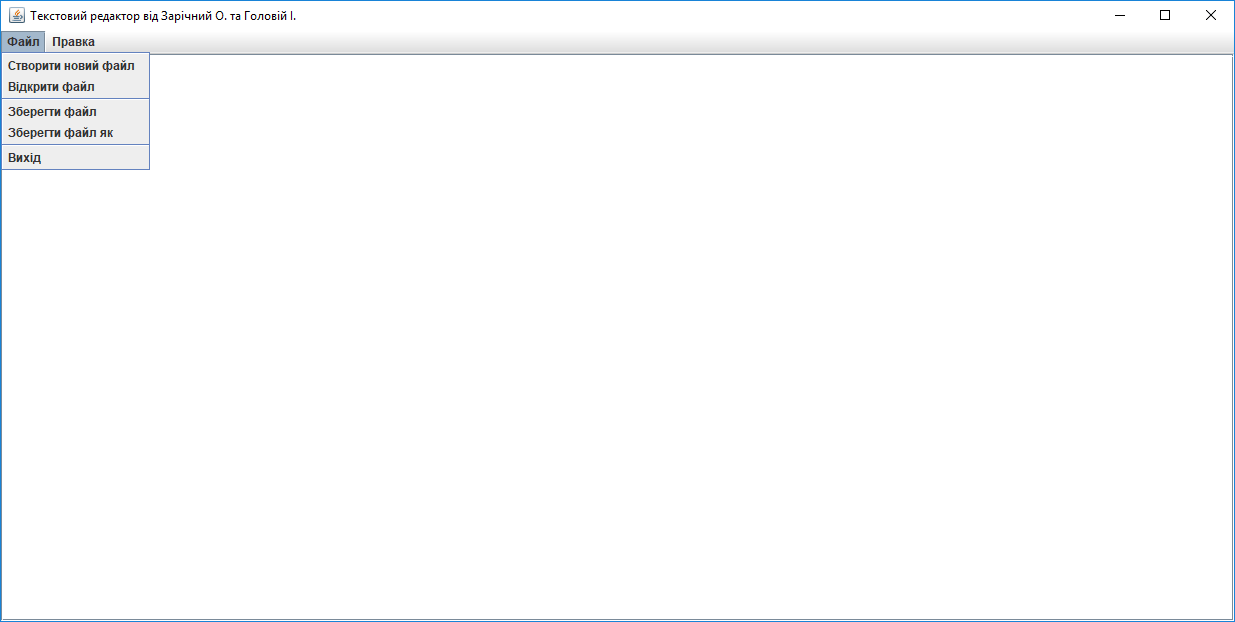 Текстовий редактор від Зарічний О. та Головій І.
Файл Правка
Створити новий файл
Відкрити файл
Зберегти файл
Зберегти файл як
Вихід